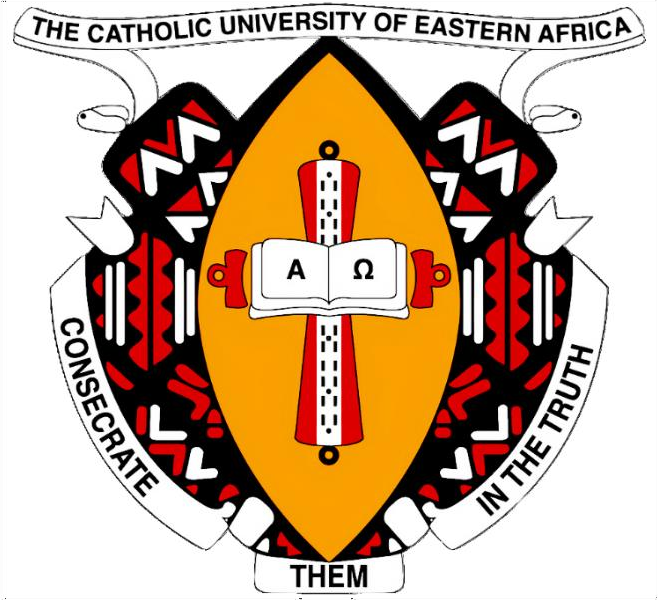 THE CATHOLIC UNIVERSITY OF EASTERN AFRICA
Α Ω
CONSECRATE
THEM
IN THE TRUTH